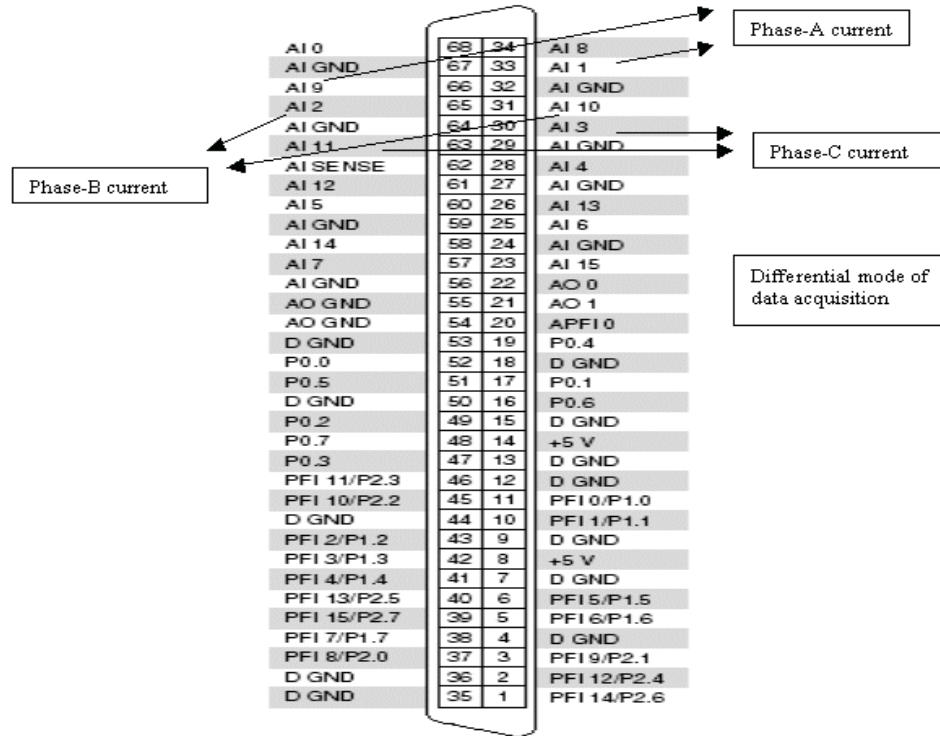 Phase-A current
AI 0 68 34 AI 8
AI GND 67 33 AI 1
AI 9 66 32 AI GND
AI 2 65 31 AI 10
AI GND 64 30 AI 3
AI 11 63 29 AI GND
Phase-C current
AI SENSE 62 28 AI 4
Phase-B current
AI 12 61 27 AI GND
AI 5 60 26 AI 13
AI GND 59 25 AI 6
AI 14 58 24 AI GND
AI 7 57 23 AI 15
Differential mode of
data acquisition
AI GND 56 22 AO 0
AO GND 55 21 AO 1
AO GND 54 20 APFI 0
D GND 53 19 P0.4
P0.0 52 18 D GND
P0.5 51 17 P0.1
D GND 50 16 P0.6
P0.2 49 15 D GND
P0.7 48 14 +5 V
P0.3 47 13 D GND
PFI 11/P2.3 46 12 D GND
PFI 10/P2.2 45 11 PFI 0/P1.0
D GND 44 10 PFI 1/P1.1
PFI 2/P1.2 43 9 D GND
PFI 3/P1.3 42 8 +5 V
PFI 4/P1.4 41 7 D GND
PFI 13/P2.5 40 6 PFI 5/P1.5
PFI 15/P2.7 39 5 PFI 6/P1.6
PFI 7/P1.7 38 4 D GND
PFI 8/P2.0 37 3 PFI 9/P2.1
D GND 36 2 PFI 12/P2.4
D GND 35 1 PFI 14/P2.6